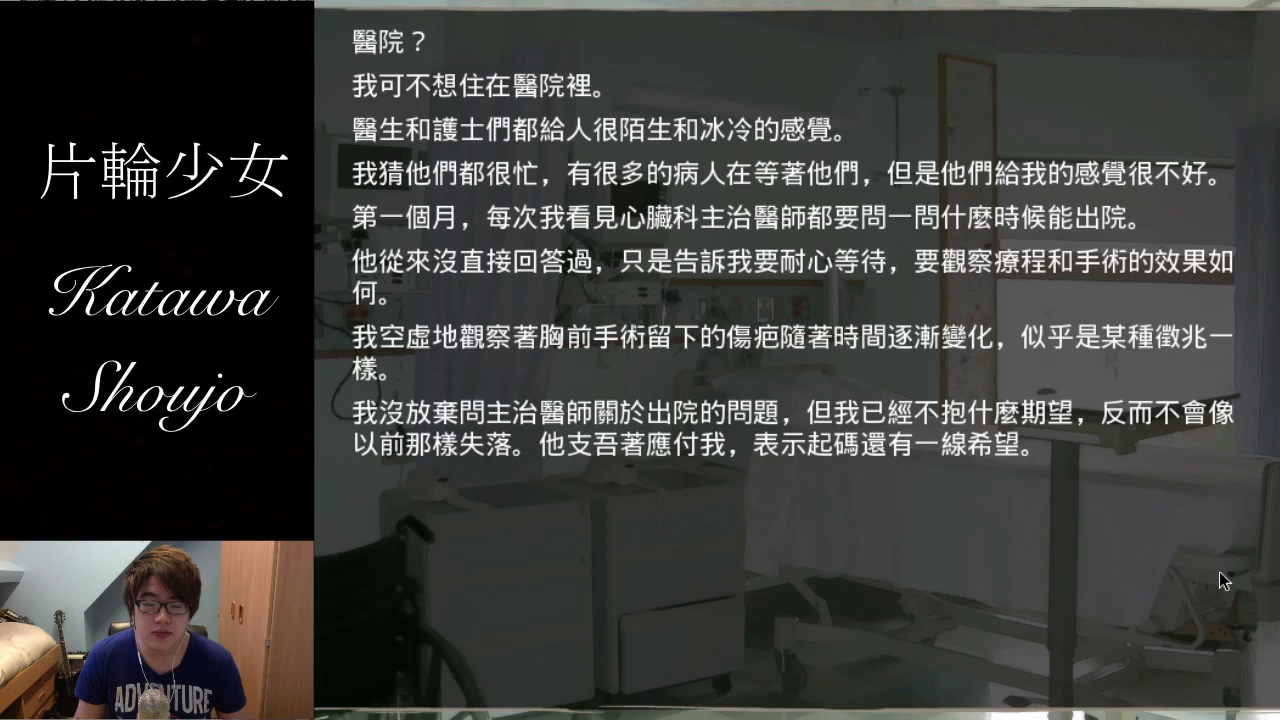 片輪少女
Katawa
Shoujo
醫院？
我可不想住在醫院裡。
醫生和護士們都給人很陌生和冰冷的感覺。
我猜他們都很忙，有很多的病人在等著他們，但是他們給我的感覺很不好。
第一個月，每次我看見心臟科主治醫師都要問一問什麼時候能出院。
他從來沒直接回答過，只是告訴我要耐心等待，要觀察療程和手術的效果如
何。
我空虛地觀察著胸前手術留下的傷疤隨著時間逐漸變化，似乎是某種徵兆一
樣。
我沒放棄問主治醫師關於出院的問題，但我已經不抱什麼期望，反而不會像
以前那樣失落。他支吾著應付我，表示起碼還有一線希望。
ADVENTURE